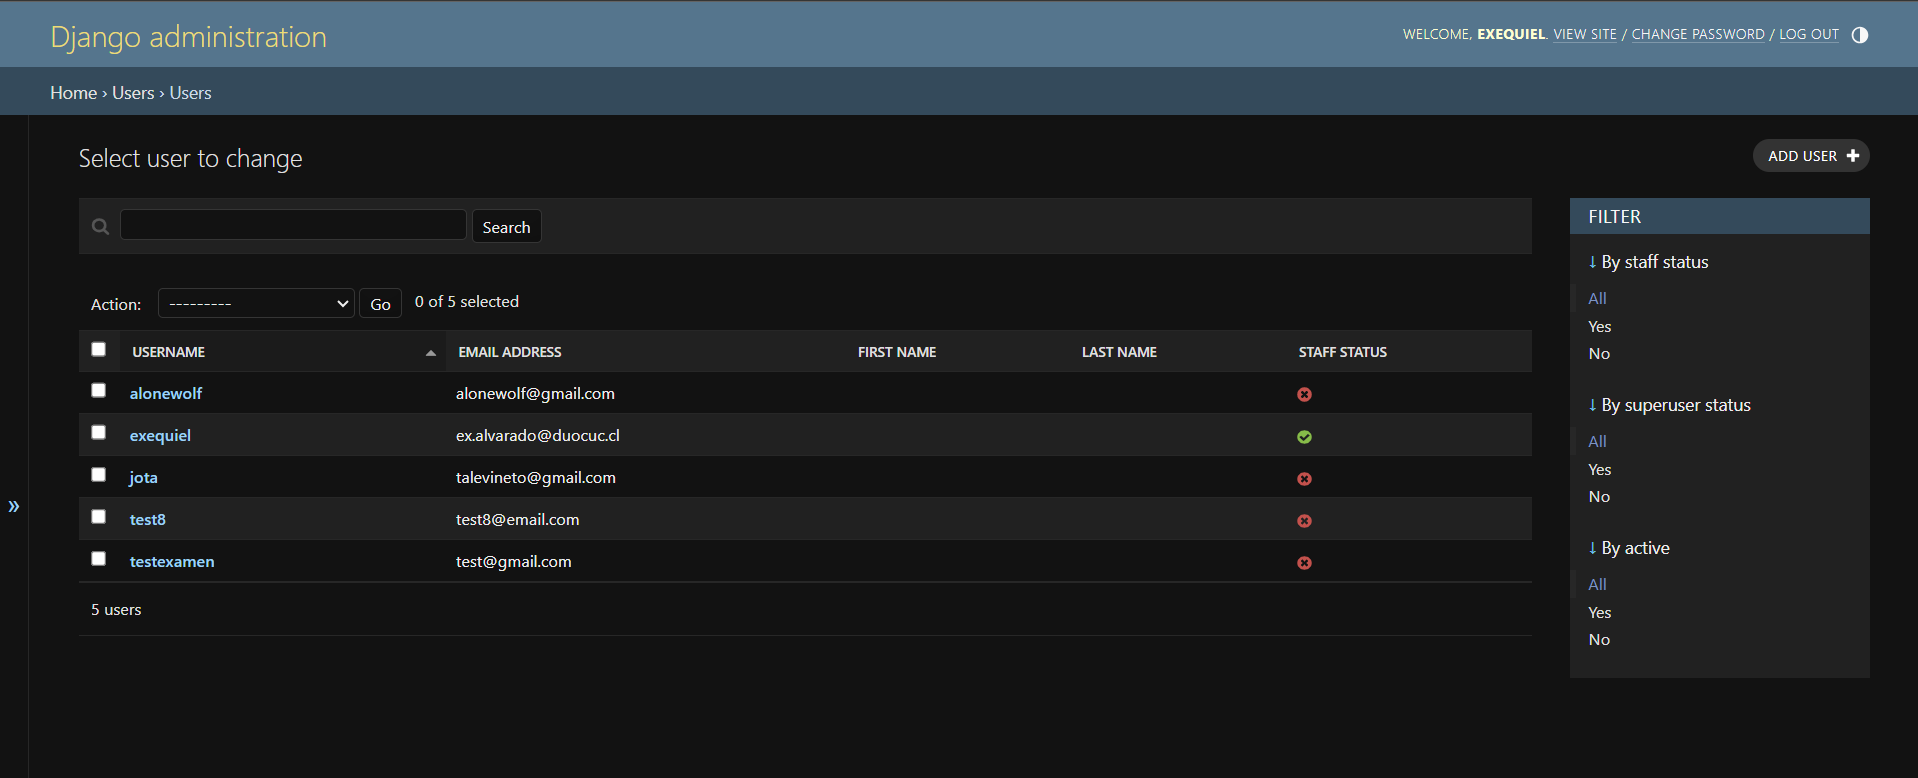 Django administration
WELCOME, EXEQUIEL. VIEW SITE / CHANGE PASSWORD / LOG OUT
Home › Users › Users
Select user to change
ADD USER
Search
Action: --------- Go 0 of 5 selected
USERNAME EMAIL ADDRESS FIRST NAME LAST NAME STAFF STATUS
alonewolf alonewolf@gmail.com
exequiel ex.alvarado@duocuc.cl
jota talevineto@gmail.com
test8 test8@email.com
testexamen test@gmail.com
5 users
FILTER
↓ By staff status
All
Yes
No
↓ By superuser status
All
Yes
No
↓ By active
All
Yes
No
»